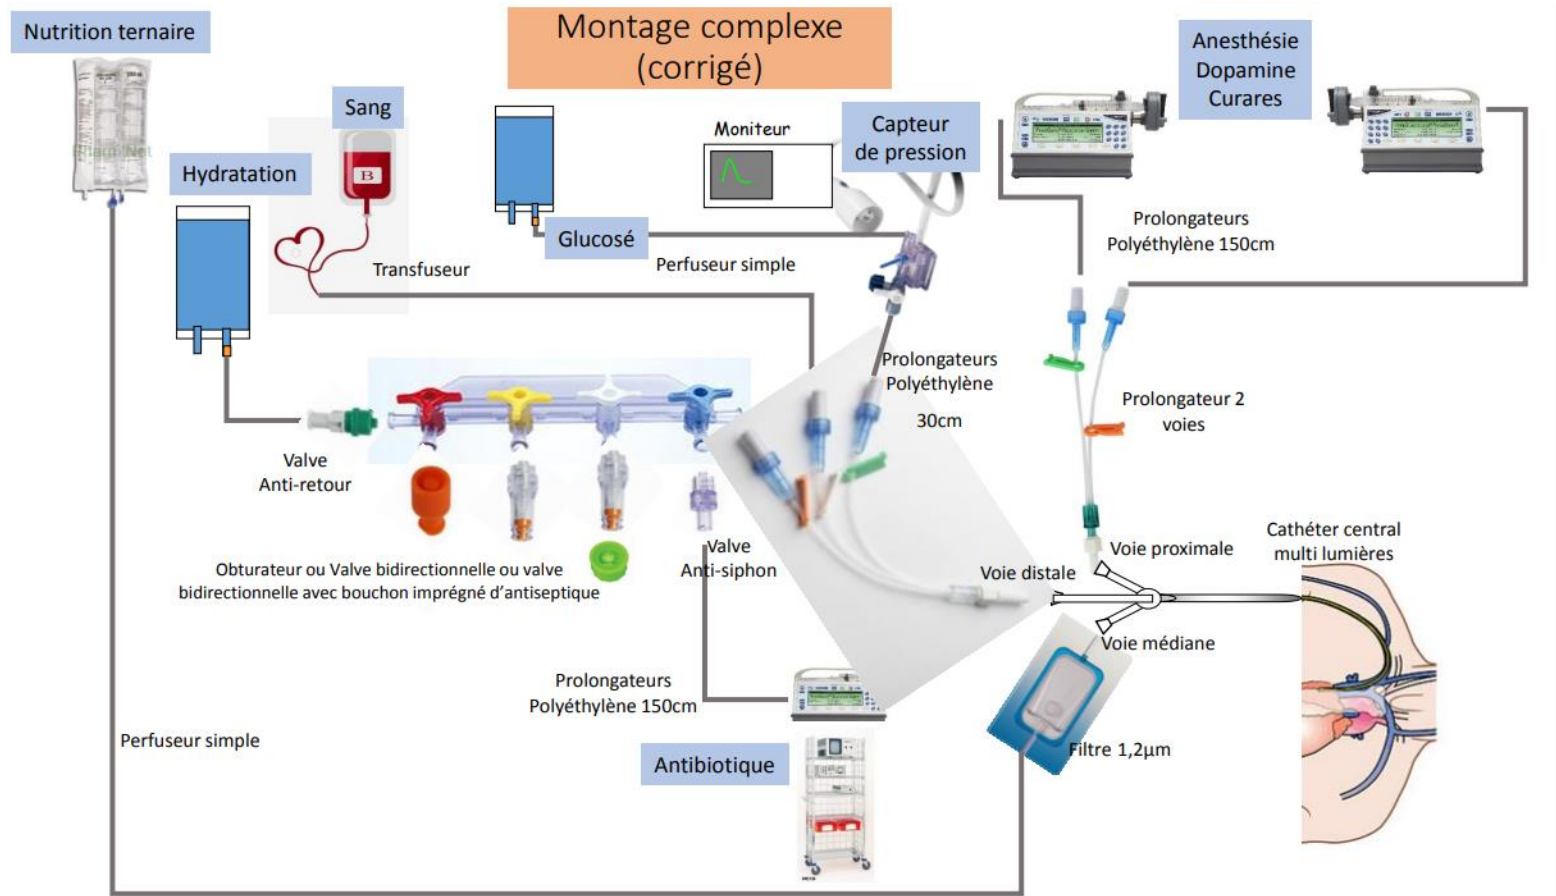 Montage complexe
(corrigé)
Nutrition ternaire
Sang
Hydratation
B
Transfuseur
Glucosé
Perfuseur simple
Moniteur
Capteur
de pression
Anesthésie
Dopamine
Curares
Prolongateurs
Polyéthylène 150cm
Prolongateurs
Polyéthylène
30cm
Prolongateur 2
voies
Valve
Anti-retour
Obturateur ou Valve bidirectionnelle ou valve
bidirectionnelle avec bouchon imprégné d’antiseptique
Valve
Anti-siphon
Voie proximale
Voie distale
Voie médiane
Cathéter central
multi lumières
Prolongateurs
Polyéthylène 150cm
Antibiotique
Filtre 1,2µm
Perfuseur simple